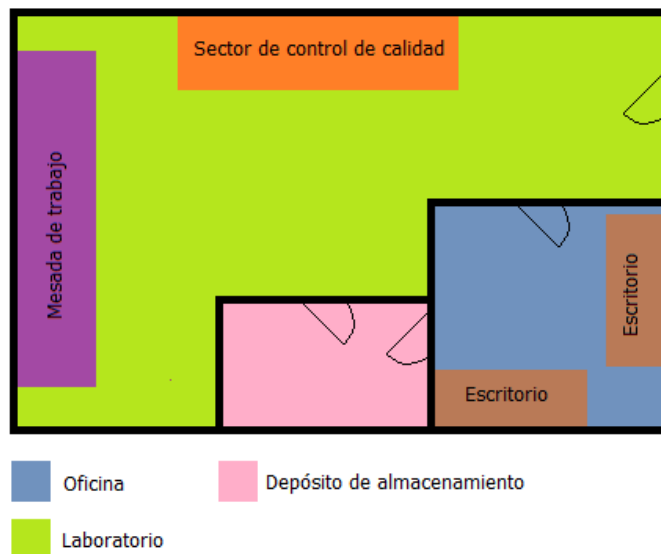 Sector de control de calidad
Mesada de trabajo
Escritorio
Escritorio
Oficina
Depósito de almacenamiento
Laboratorio